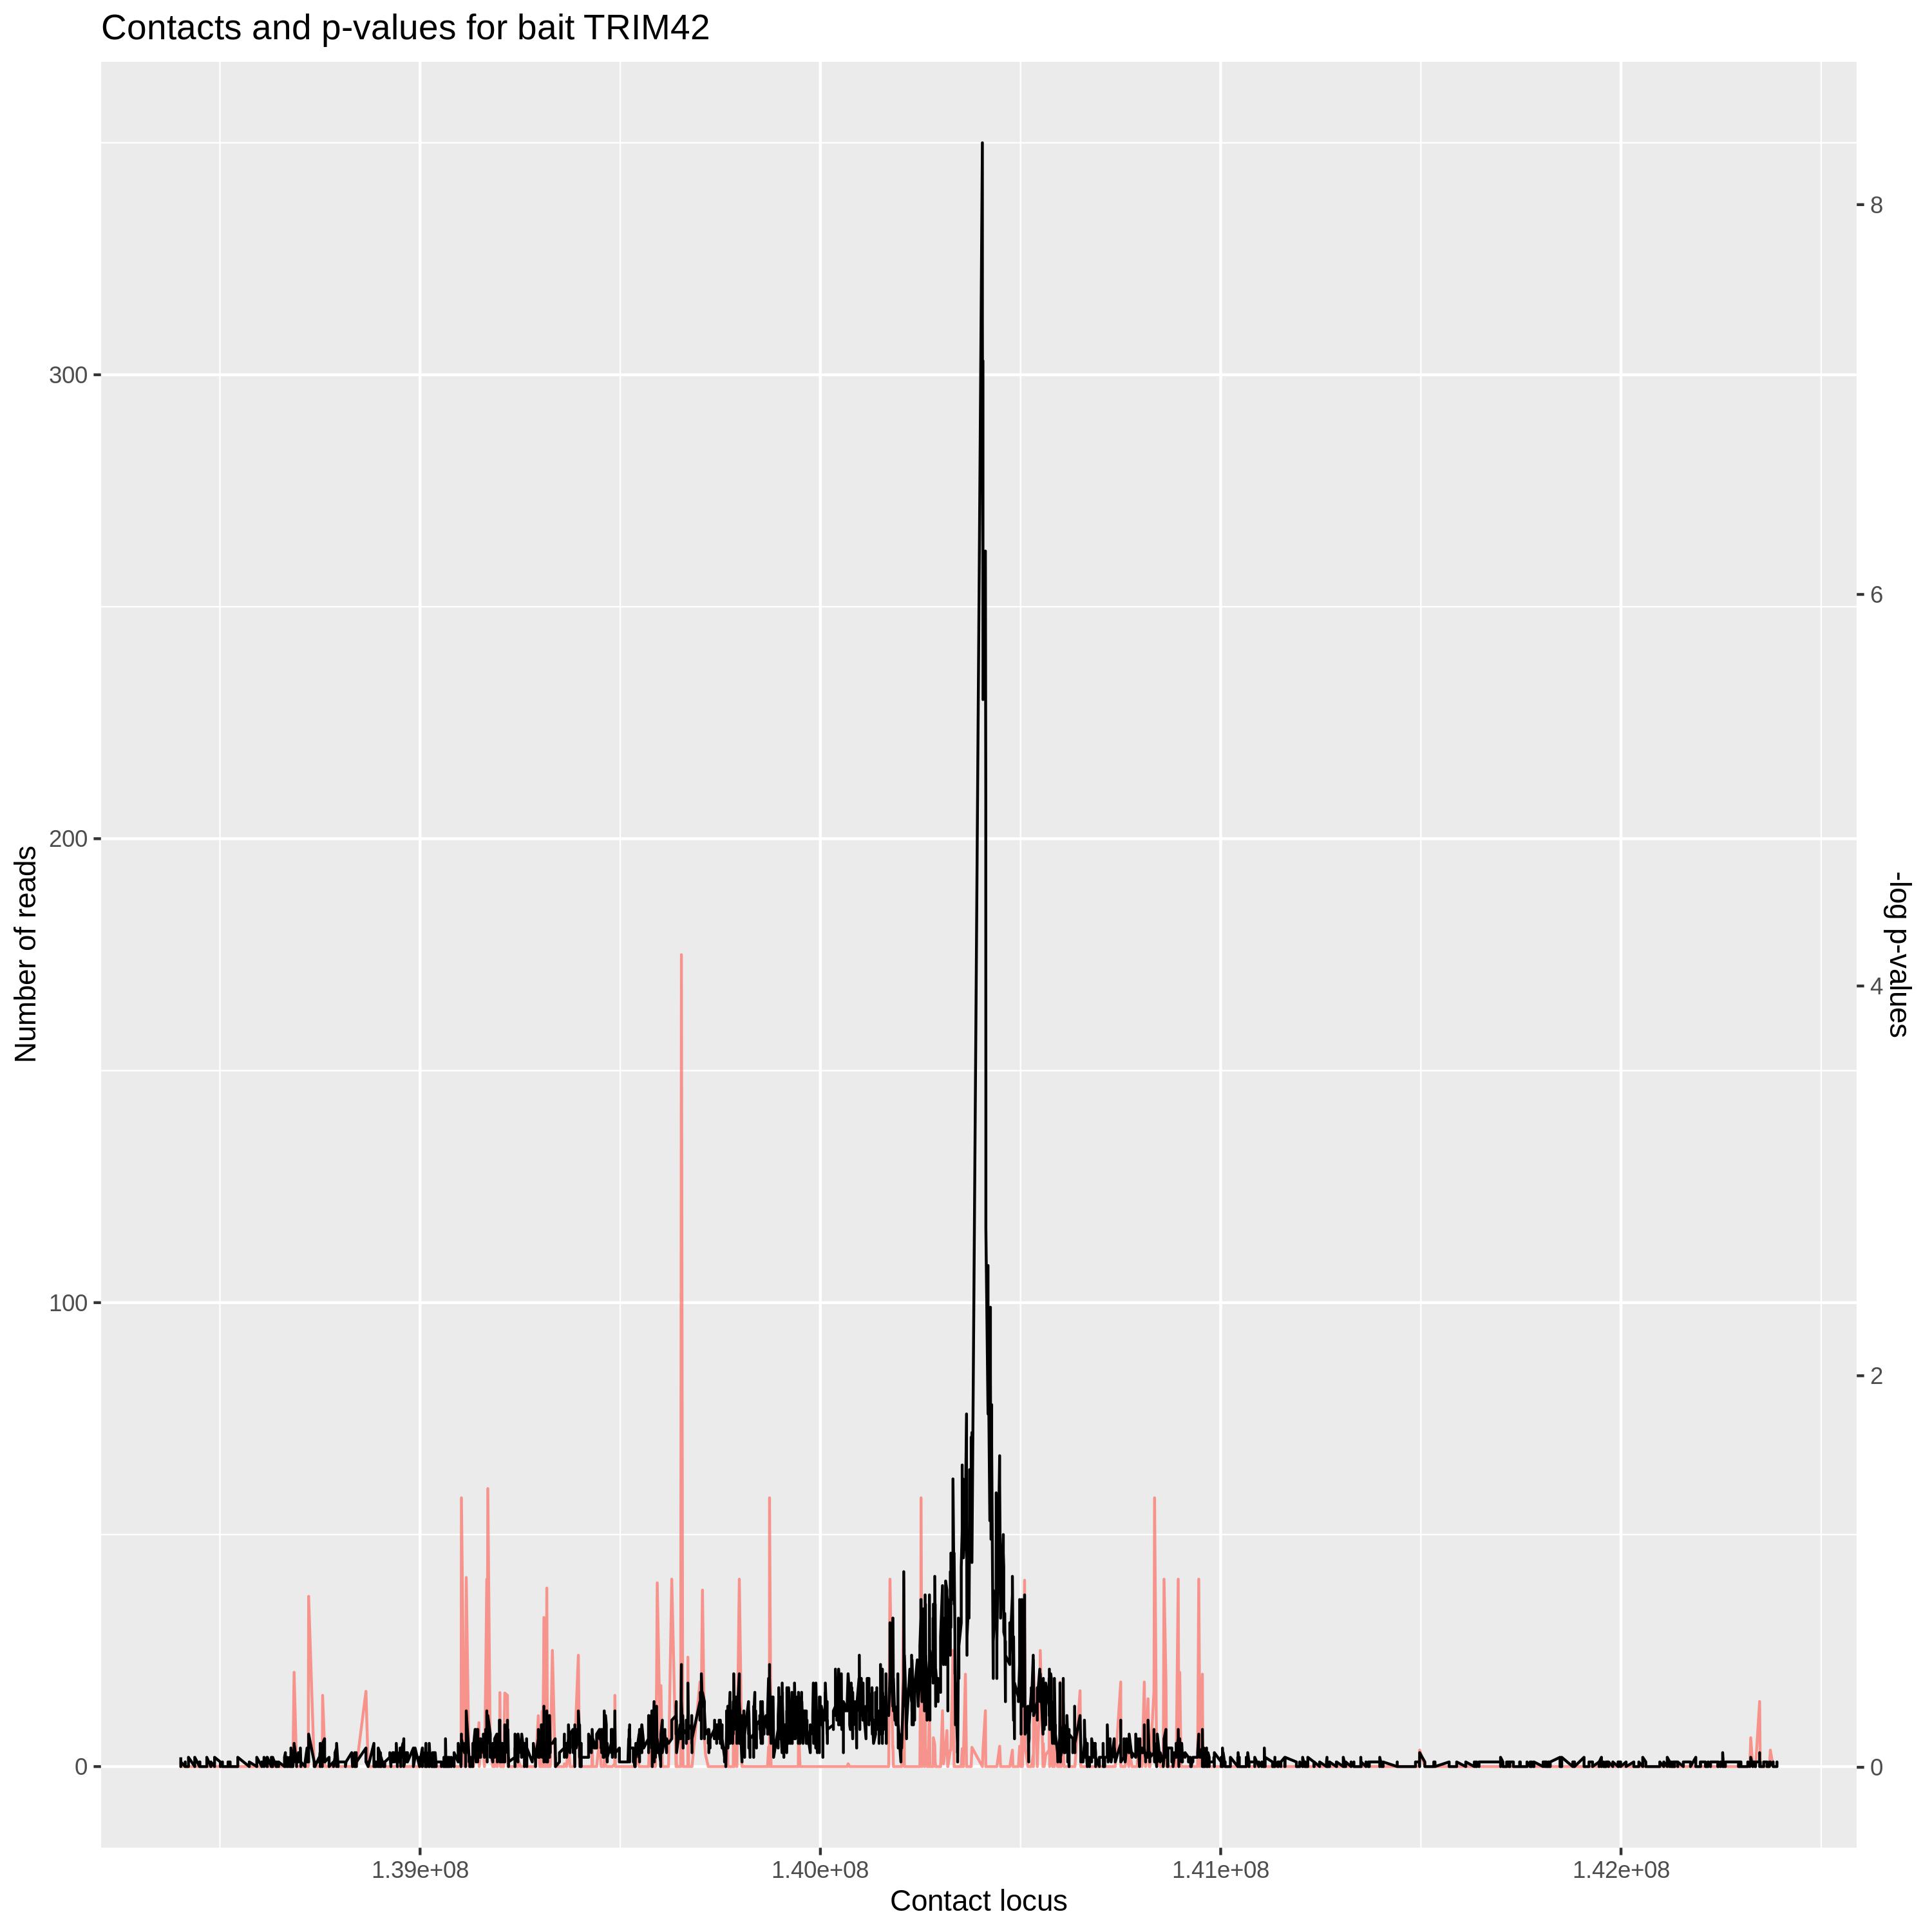 Contacts and p-values for bait TRIM42
Number of reads
300
200
100
0
8
6
4
2
0
-log p-values
1.39e+08
1.40e+08
1.41e+08
1.42e+08
Contact locus